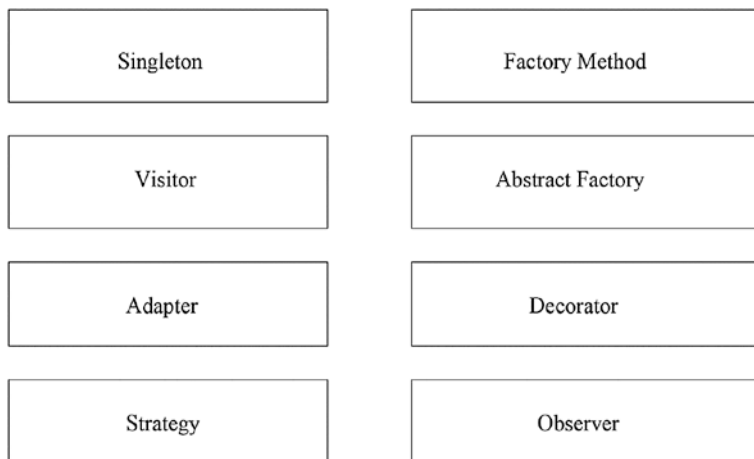 Singleton
Factory Method
Visitor
Abstract Factory
Adapter
Decorator
Strategy
Observer